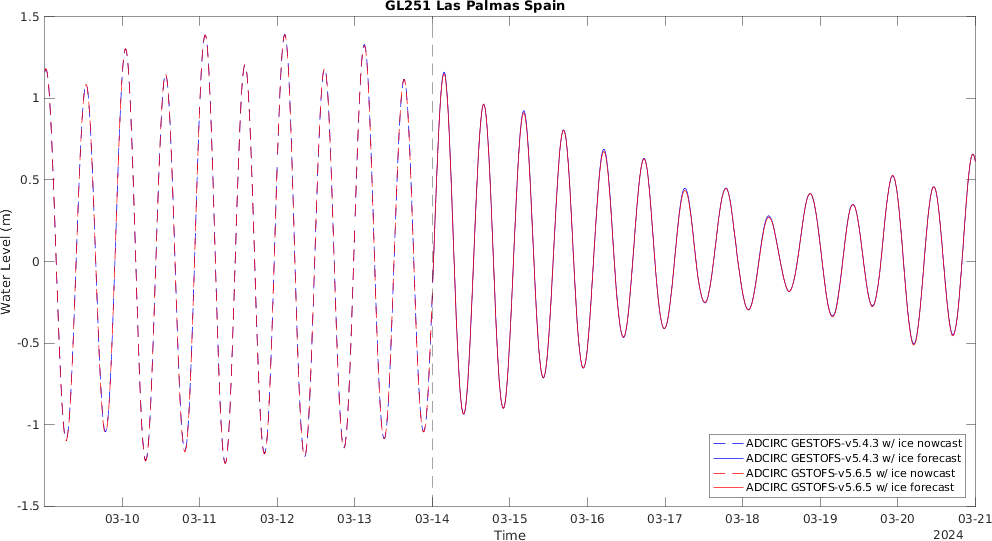 GL251 Las Palmas Spain
1.5
1
0.5
0
-0.5
-1
-1.5
Water Level (m)
03-10 03-11 03-12 03-13 03-14 03-15 03-16 03-17 03-18 03-19 03-20 03-21
Time
2024
ADCIRC GESTOFS-v5.4.3 w/ ice nowcast
ADCIRC GESTOFS-v5.4.3 w/ ice forecast
ADCIRC GSTOFS-v5.6.5 w/ ice nowcast
ADCIRC GSTOFS-v5.6.5 w/ ice forecast